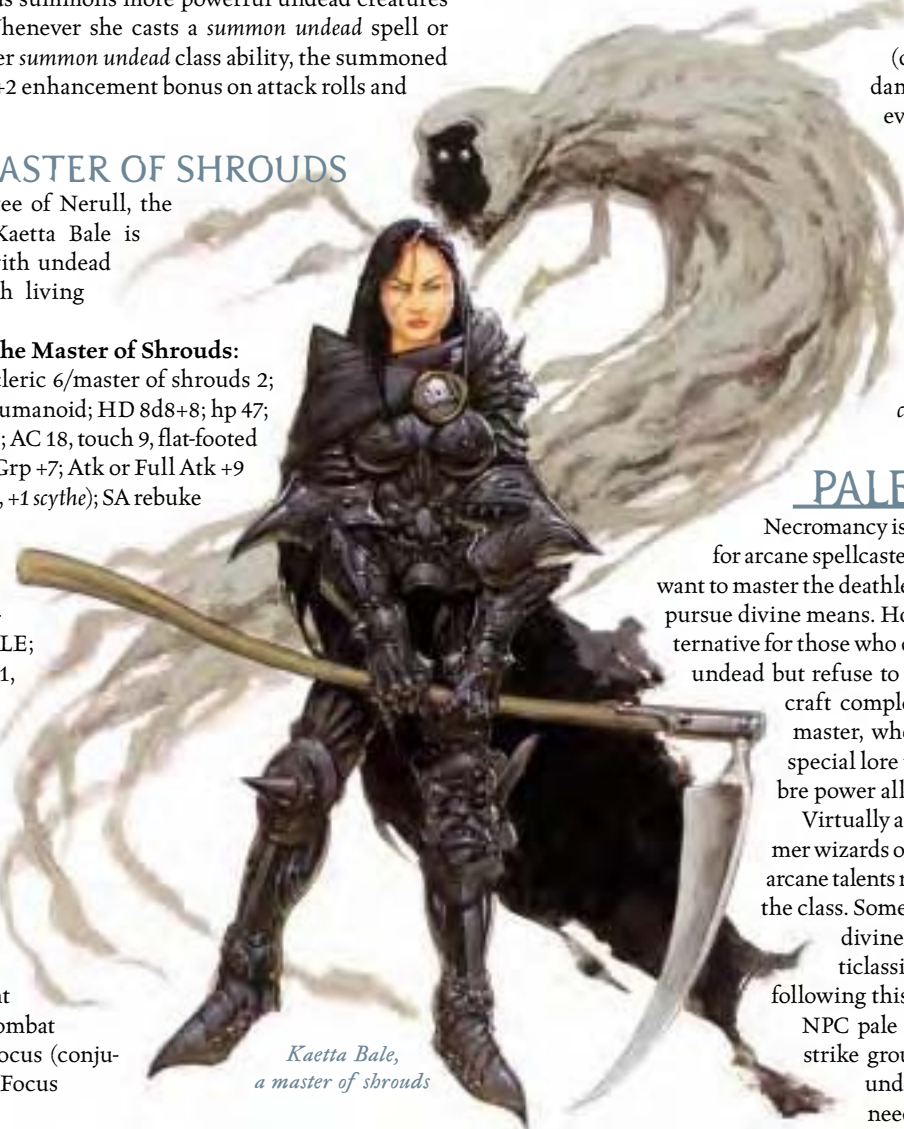 summons more powerful undead creatures
Whenever she casts a summon undead spell or
er summon undead class ability, the summoned
+2 enhancement bonus on attack rolls and
ASTER OF SHROUDS
ee of Nerull, the
Kaetta Bale is
ith undead
h living
he Master of Shrouds:
cleric 6/master of shrouds 2;
umanoid; HD 8d8+8; hp 47;
; AC 18, touch 9, flat-footed
Grp +7; Atk or Full Atk +9
, +1 scythe); SA rebuke
LE;
1,
nt
ombat
ocus (conju-
Focus
Kaetta Bale,
a master of shrouds
(c
dam
ev
a
PALE
Necromancy is
for arcane spellcaste
want to master the deathle
pursue divine means. Ho
ternative for those who
undead but refuse to
craft comple
master, who
special lore
bre power all
Virtually a
mer wizards o
arcane talents
the class. Some
divine
ticlassi
following this
NPC pale
strike grou
und
need